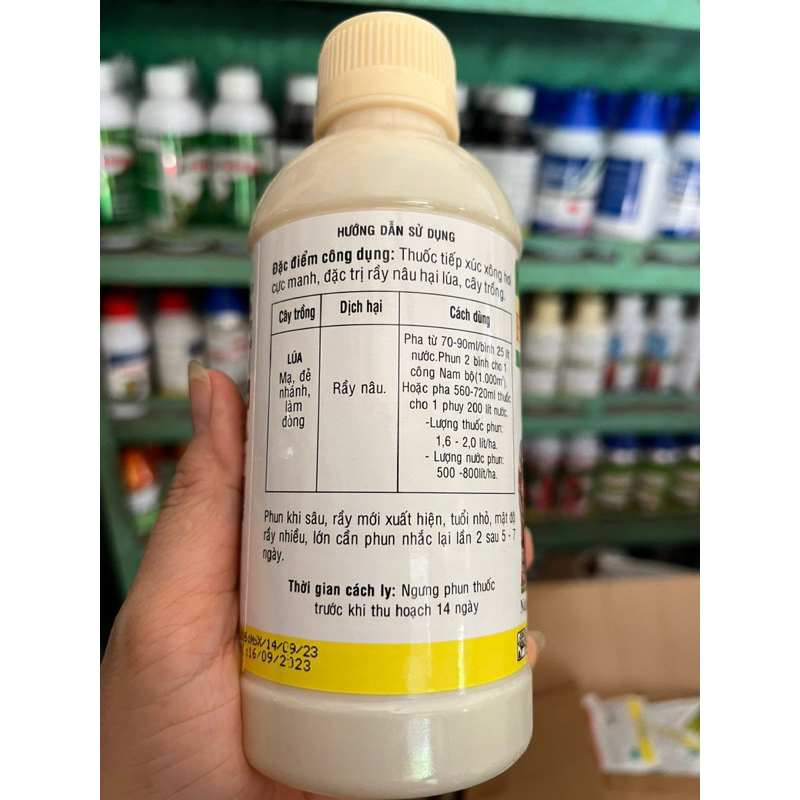 HƯỚNG DẪN SỬ DỤNG
Đặc điểm công dụng: Thuốc tiếp xúc xông hơi
cực manh, đặc trị rầy nâu hại lúa, cây trồng.
Cây trồng
Dịch hại
Cách dùng
LÚA
Mạ, đẻ
nhánh,
làm
đòng
Rầy nâu.
Pha từ 70-90ml/bình 25 lít
nước.Phun 2 bình cho 1
công Nam bộ(1.000m²).
Hoặc pha 560-720ml thuốc
cho 1 phuy 200 lít nước.
-Lượng thuốc phun:
1,6 - 2,0 lít/ha.
- Lượng nước phun:
500 -800lít/ha.
Phun khi sâu, rầy mới xuất hiện, tuổi nhỏ, mật độ
rầy nhiều, lớn cần phun nhắc lại lần 2 sau 5 - 7
ngày.
Thời gian cách ly: Ngưng phun thuốc
trước khi thu hoạch 14 ngày
/14/09/23
16/09/2023